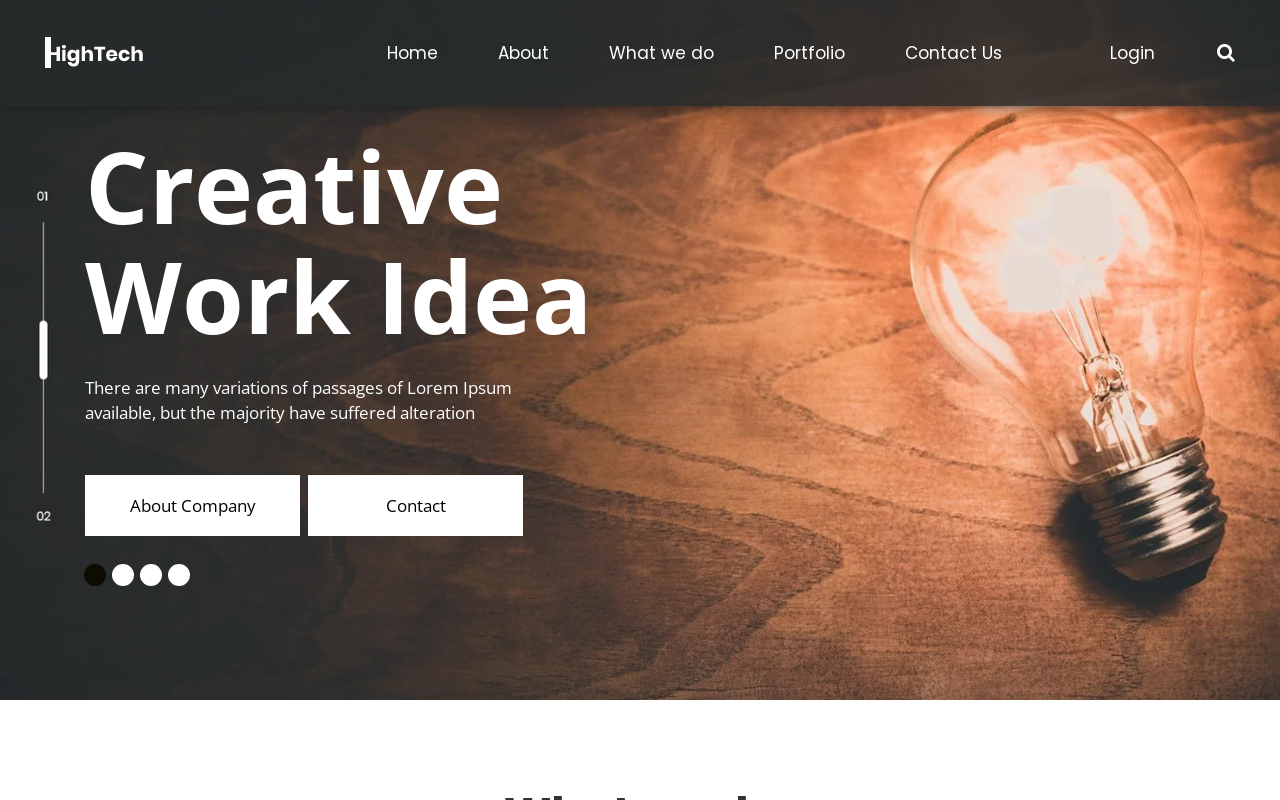 HighTech
Home About What we do Portfolio Contact Us Login
01
Creative
Work Idea
There are many variations of passages of Lorem Ipsum
available, but the majority have suffered alteration
About Company Contact
02